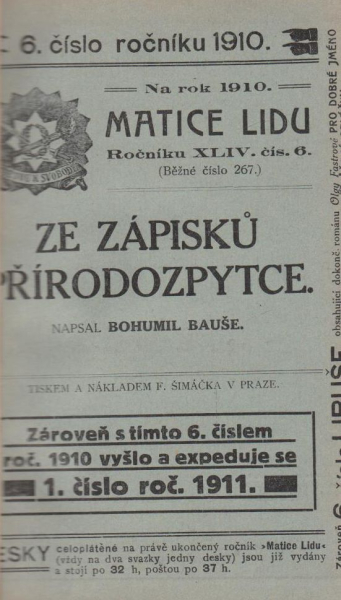 6. číslo ročníku 1910.
Na rok 1910.
MATICE LIDU
Ročníku XLIV. čís. 6.
(Běžné číslo 267.)
ZE ZÁPISKŮ
PŘÍRODOZPYTCE.
NAPSAL BOHUMIL BAUŠE.
TISKEM A NÁKLADEM F. ŠIMÁČKA V PRAZE.
Zároveň s tímto 6. číslem
roč. 1910 vyšlo a expeduje se
1. číslo roč. 1911.
DESKY celoplátěné na právě ukončený ročník »Matice Lidu«
(vždy na dva svazky jedny desky) jsou již vydány
a stojí po 32 h, poštou po 37 h.
Zároveň 6. číslo LIBUŠE obsahující dokonč. románu Olgy Fastrové PRO DOBRÉ JMÉNO